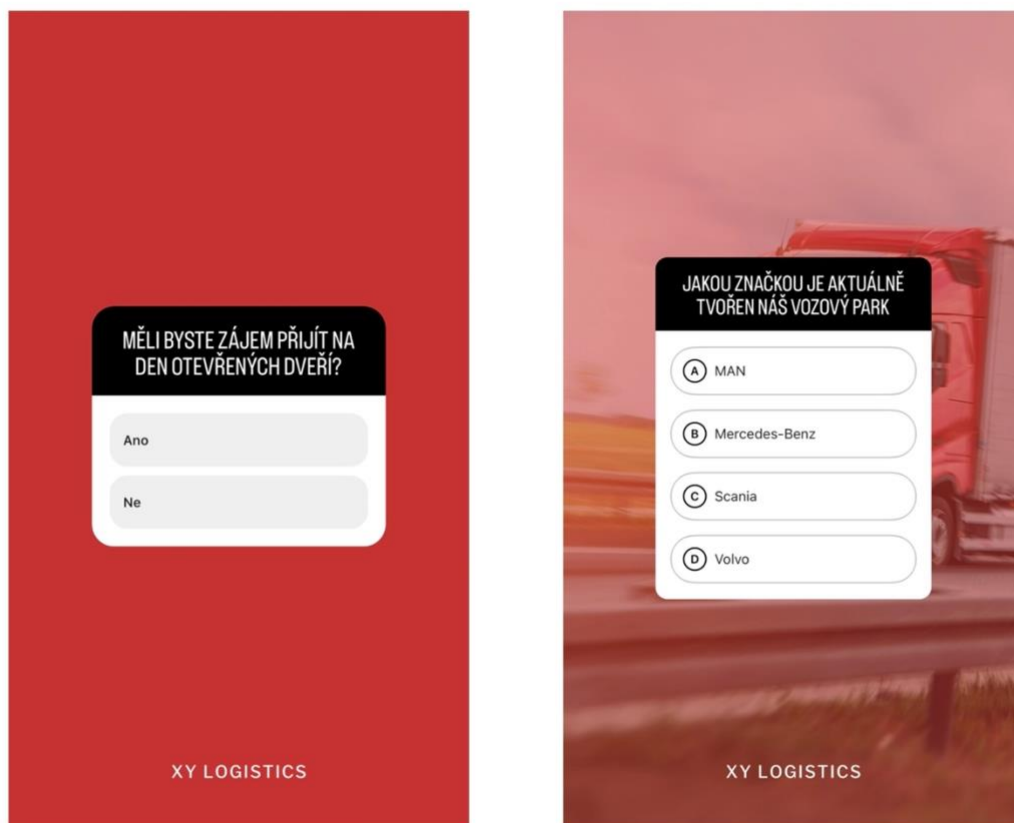 MĚLI BYSTE ZÁJEM PŘIJÍT NA
DEN OTEVŘENÝCH DVEŘÍ?
Ano
Ne
XY LOGISTICS
JAKOU ZNAČKOU JE AKTUÁLNĚ
TVOŘEN NÁŠ VOZOVÝ PARK
A MAN
B Mercedes-Benz
C Scania
D Volvo
XY LOGISTICS